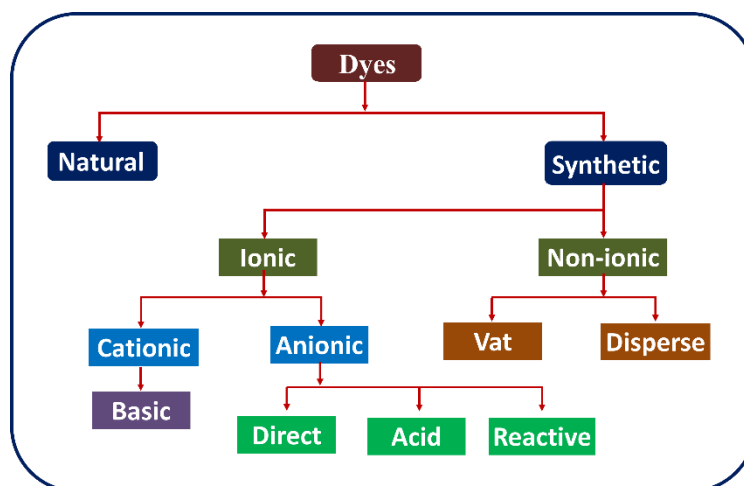 Dyes
Natural
Synthetic
Ionic
Non-ionic
Cationic
Anionic
Vat
Disperse
Basic
Direct
Acid
Reactive